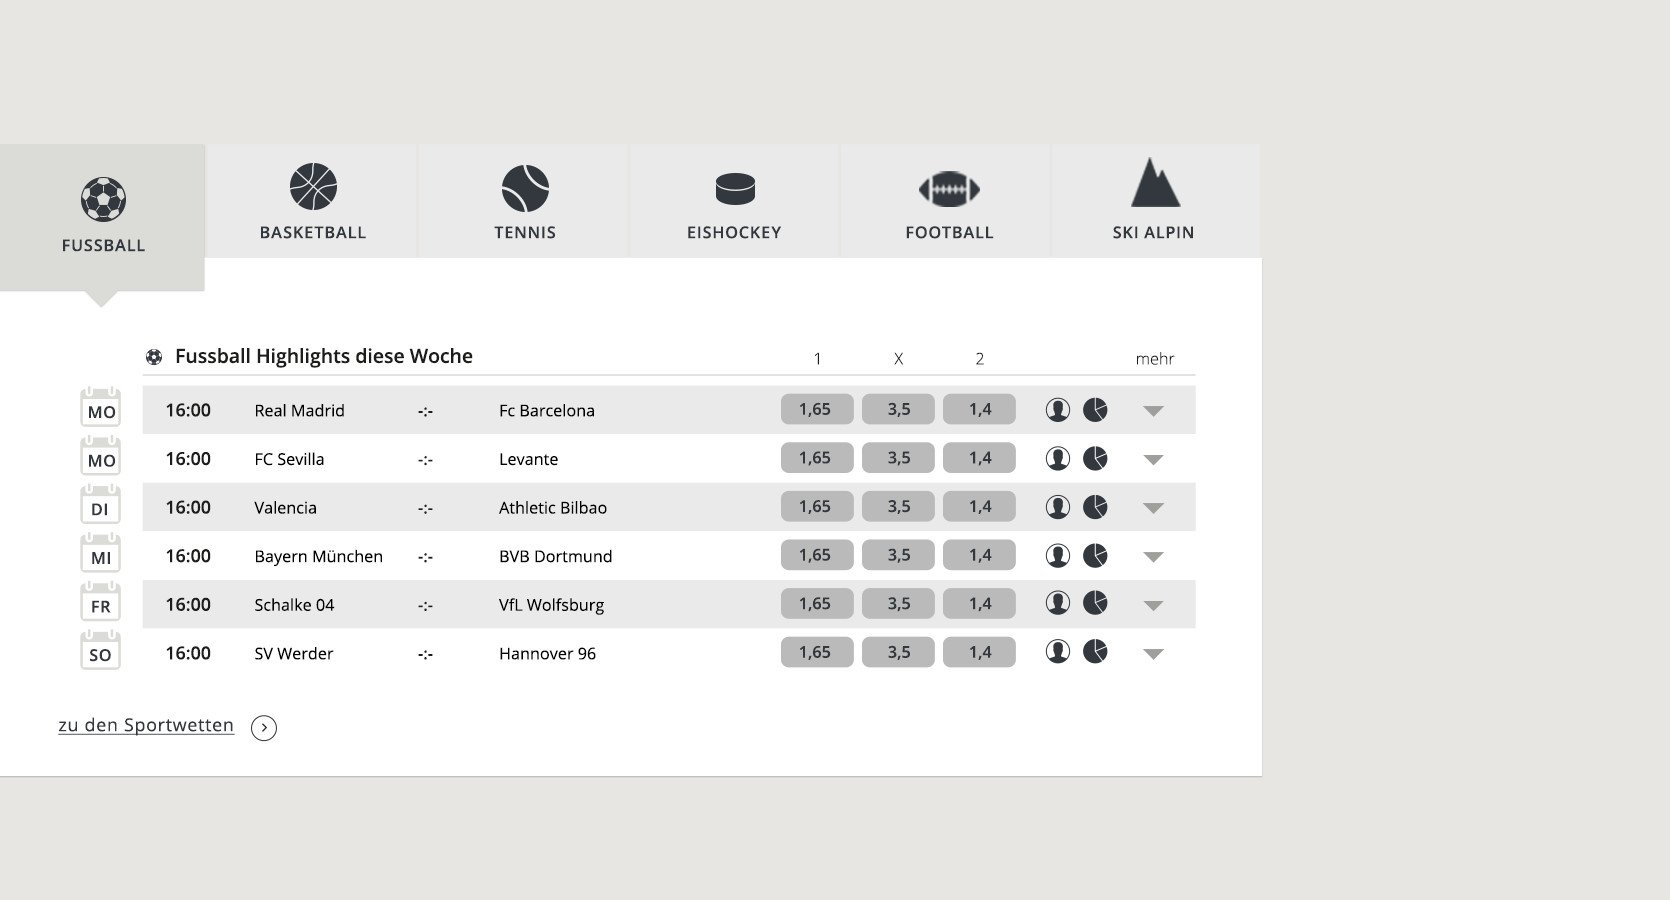 FUSSBALL
BASKETBALL
TENNIS
EISHOCKEY
FOOTBALL
SKI ALPIN
Fussball Highlights diese Woche 1 X 2 mehr
MO 16:00 Real Madrid -:- Fc Barcelona 1,65 3,5 1,4
MO 16:00 FC Sevilla -:- Levante 1,65 3,5 1,4
DI 16:00 Valencia -:- Athletic Bilbao 1,65 3,5 1,4
MI 16:00 Bayern München -:- BVB Dortmund 1,65 3,5 1,4
FR 16:00 Schalke 04 -:- VfL Wolfsburg 1,65 3,5 1,4
SO 16:00 SV Werder -:- Hannover 96 1,65 3,5 1,4
zu den Sportwetten